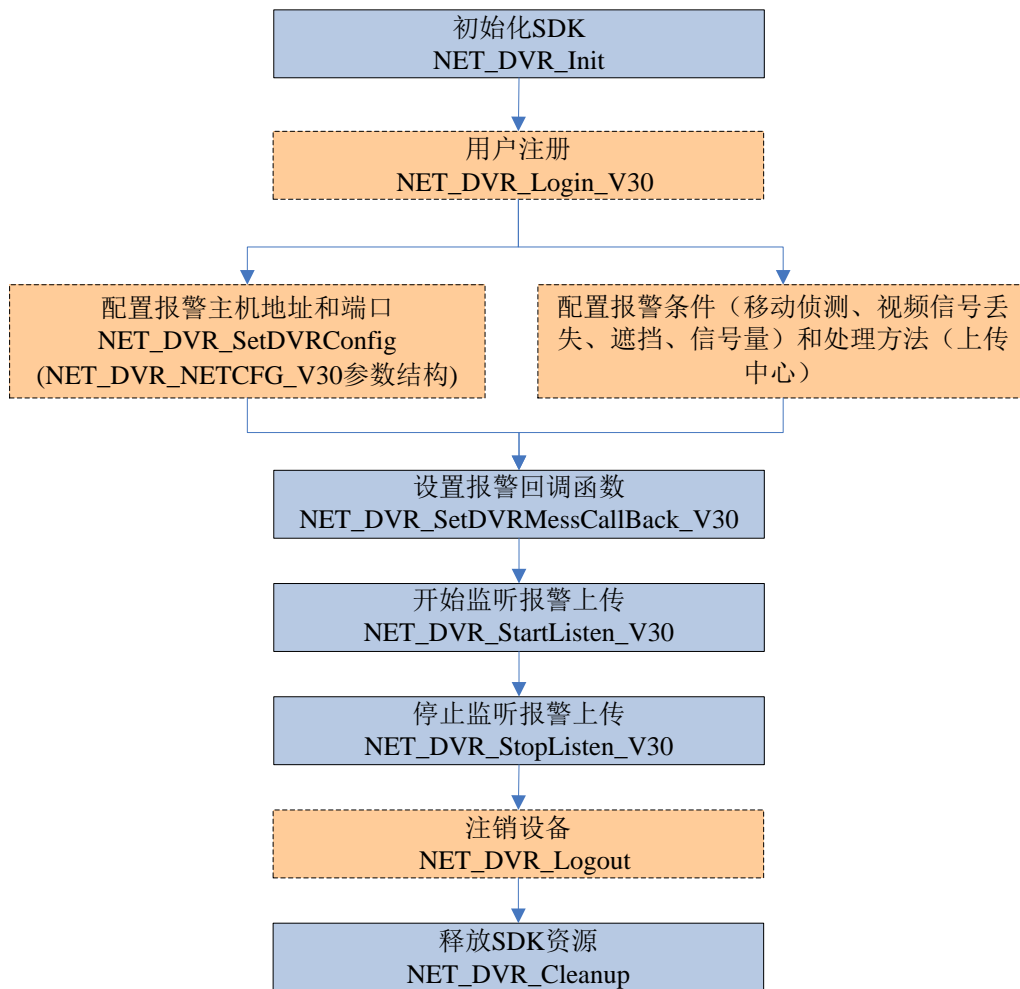 初始化SDK
NET_DVR_Init
用户注册
NET_DVR_Login_V30
配置报警主机地址和端口
NET_DVR_SetDVRConfig
(NET_DVR_NETCFG_V30参数结构)
配置报警条件（移动侦测、视频信号丢
失、遮挡、信号量）和处理方法（上传
中心）
设置报警回调函数
NET_DVR_SetDVRMessCallBack_V30
开始监听报警上传
NET_DVR_StartListen_V30
停止监听报警上传
NET_DVR_StopListen_V30
注销设备
NET_DVR_Logout
释放SDK资源
NET_DVR_Cleanup